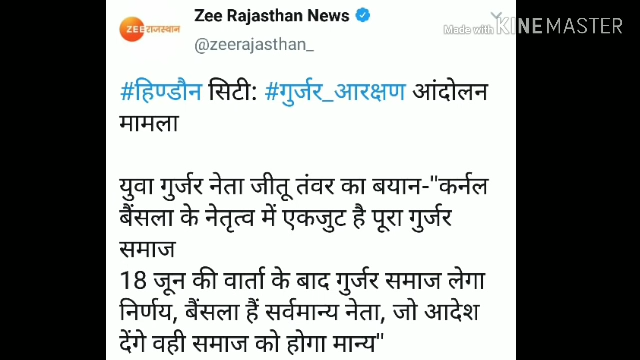 Zee Rajasthan News
ZEE राजस्थान
@zeerajasthan_
Made with KINEMASTER
#हिण्डौन सिटी: #गुर्जर_आरक्षण आंदोलन
मामला
युवा गुर्जर नेता जीतू तंवर का बयान-"कर्नल
बैंसला के नेतृत्व में एकजुट है पूरा गुर्जर
समाज
18 जून की वार्ता के बाद गुर्जर समाज लेगा
निर्णय, बैंसला हैं सर्वमान्य नेता, जो आदेश
देंगे वही समाज को होगा मान्य"